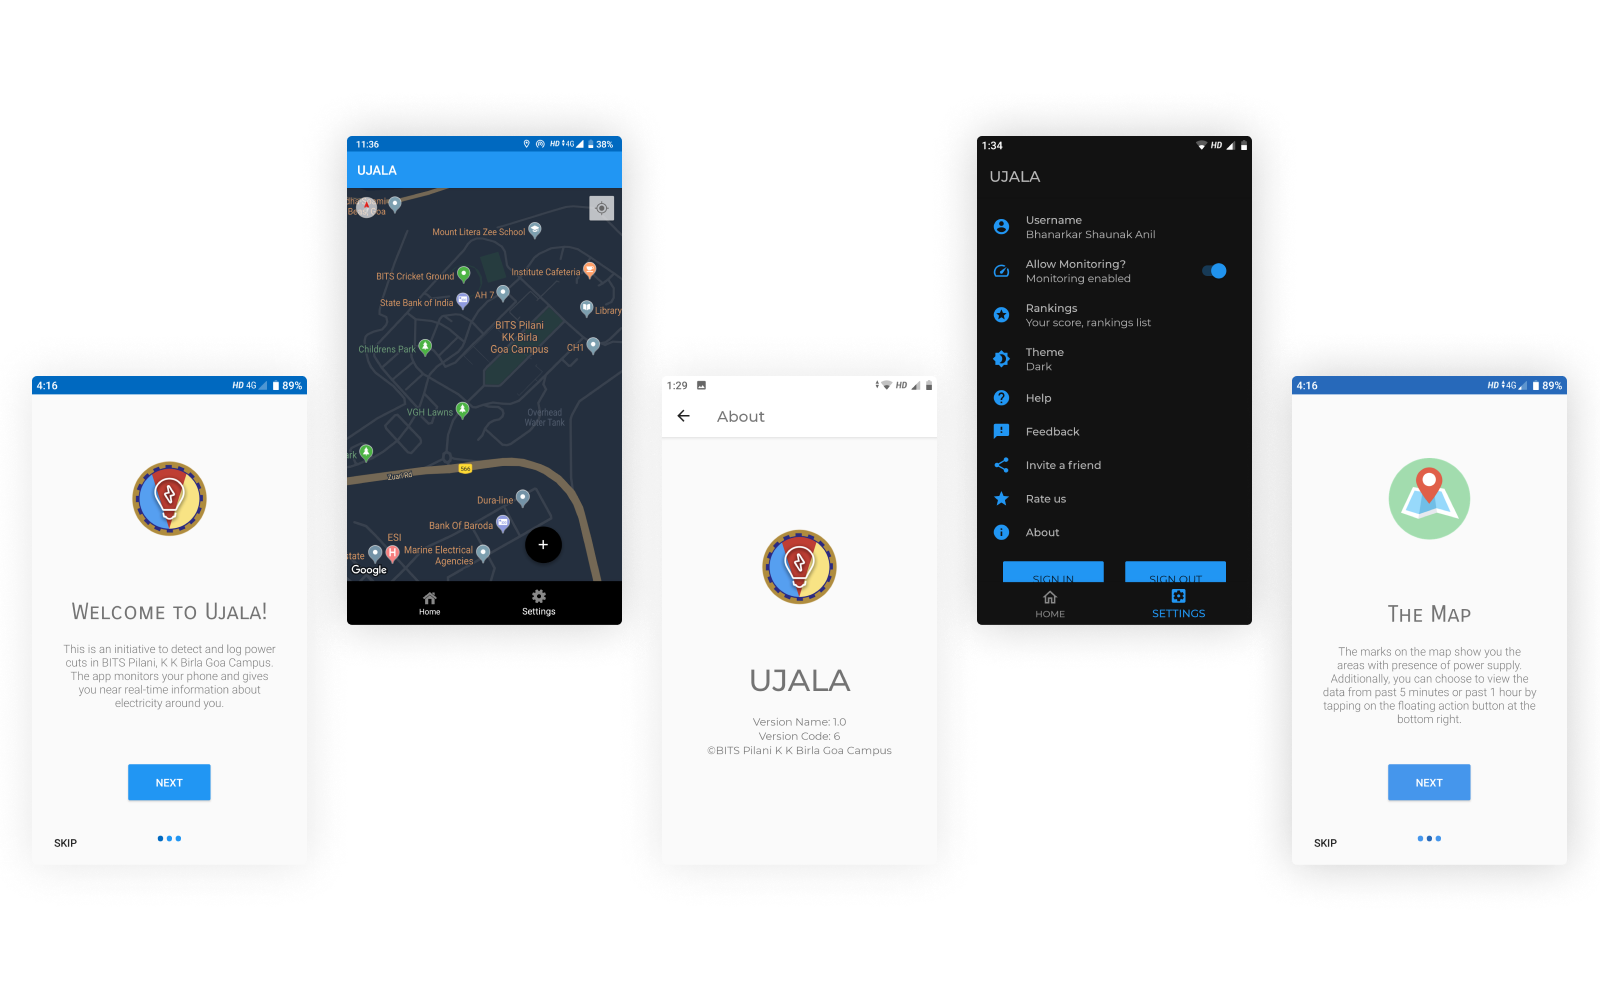 4:16
HD 4G 89%
WELCOME TO UJALA!
This is an initiative to detect and log power
cuts in BITS Pilani, K K Birla Goa Campus.
The app monitors your phone and gives
you near real-time information about
electricity around you.
NEXT
SKIP
11:36
HD 4G 38%
UJALA
Goa
Mount Litera Zee School
BITS Cricket Ground
Institute Cafeteria
State Bank of India
AH 7
Library
BITS Pilani
KK Birla
Goa Campus
CH1
Childrens Park
VGH Lawns
Overhead
Water Tank
ark
566
Zuari Rd
Dura-line
Bank Of Baroda
ESI
state
Marine Electrical
Agencies
+
Google
Home
Settings
1:29
HD
About
UJALA
Version Name: 1.0
Version Code: 6
©BITS Pilani K K Birla Goa Campus
1:34
HD
UJALA
Username
Bhanarkar Shaunak Anil
Allow Monitoring?
Monitoring enabled
Rankings
Your score, rankings list
Theme
Dark
Help
Feedback
Invite a friend
Rate us
About
SIGN IN
SIGN OUT
HOME
SETTINGS
4:16
HD 4G 89%
THE MAP
The marks on the map show you the
areas with presence of power supply.
Additionally, you can choose to view the
data from past 5 minutes or past 1 hour by
tapping on the floating action button at the
bottom right.
NEXT
SKIP